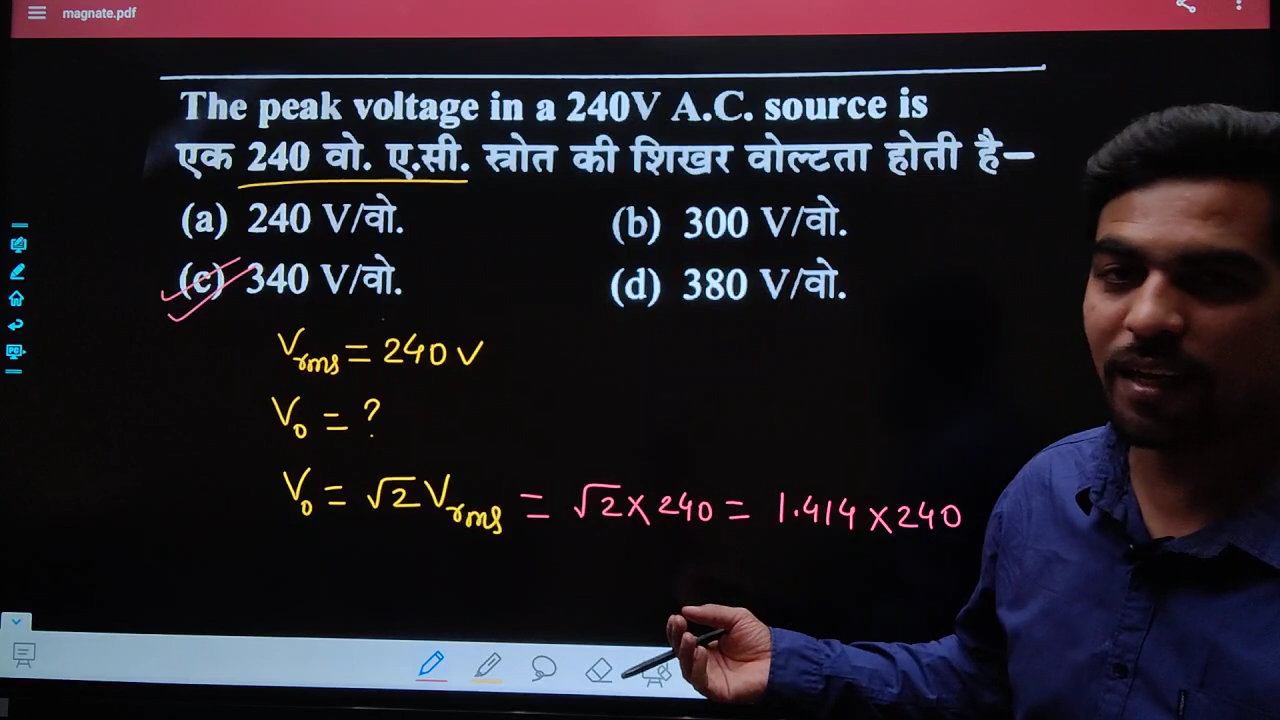 magnate.pdf
The peak voltage in a 240V A.C. source is
एक 240 वो. ए.सी. स्त्रोत की शिखर वोल्टता होती है–
(a) 240 V/वो. (b) 300 V/वो.
(c) 340 V/वो. (d) 380 V/वो.
Vrms = 240 V
V₀ = ?
V₀ = √2 Vrms = √2 × 240 = 1.414 × 240